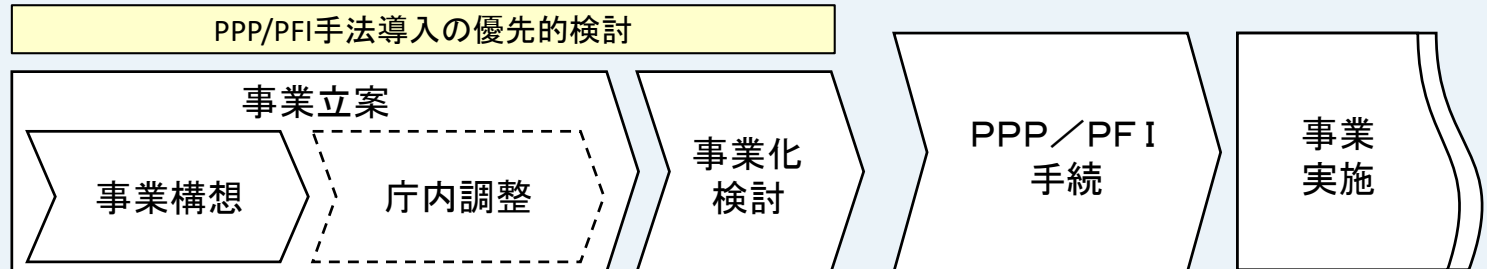 PPP/PFI手法導入の優先的検討
事業立案
事業構想
庁内調整
事業化
検討
ＰＰＰ／ＰＦＩ
手続
事業
実施